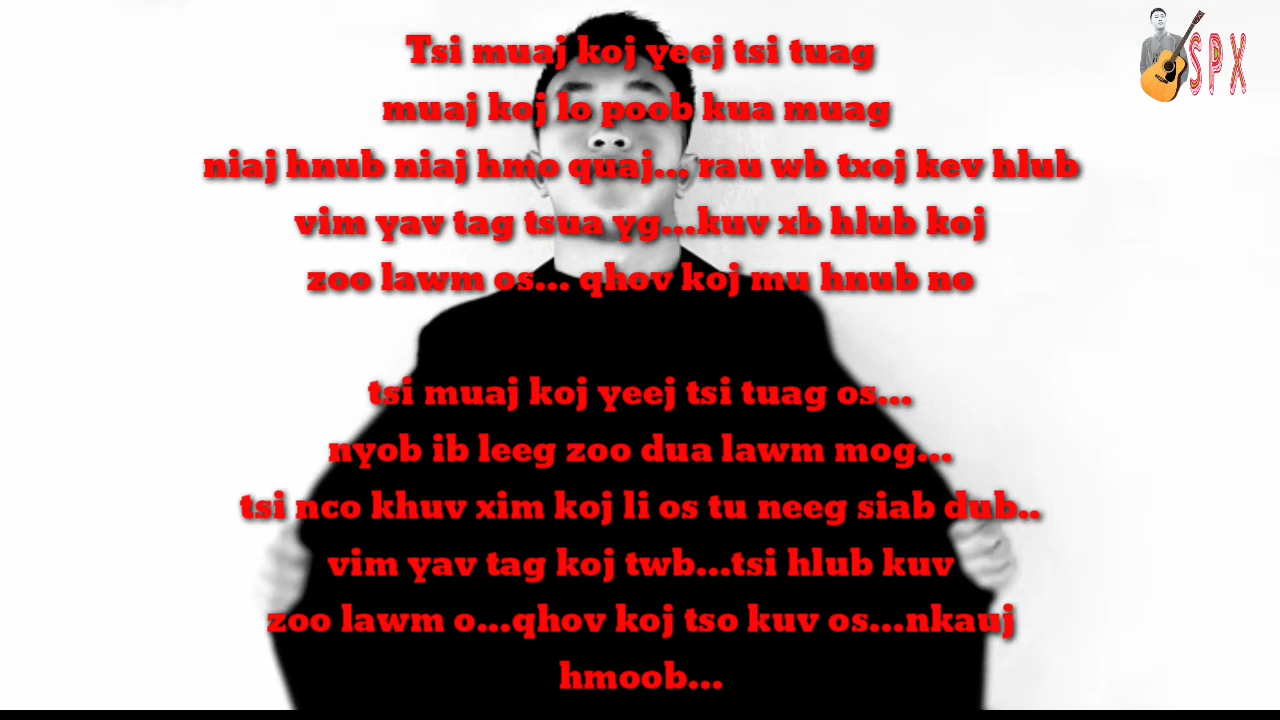 SPX
Tsi muaj koj yeej tsi tuag
muaj koj lo poob kua muag
niaj hnub niaj hmo quaj... rau wb txoj kev hlub
vim yav tag tsua yg...kuv xb hlub koj
zoo lawm os... qhov koj mu hnub no
tsi muaj koj yeej tsi tuag os...
nyob ib leeg zoo dua lawm mog...
tsi nco khuv xim koj li os tu neeg siab dub..
vim yav tag koj twb...tsi hlub kuv
zoo lawm o...qhov koj tso kuv os...nkauj
hmoob...